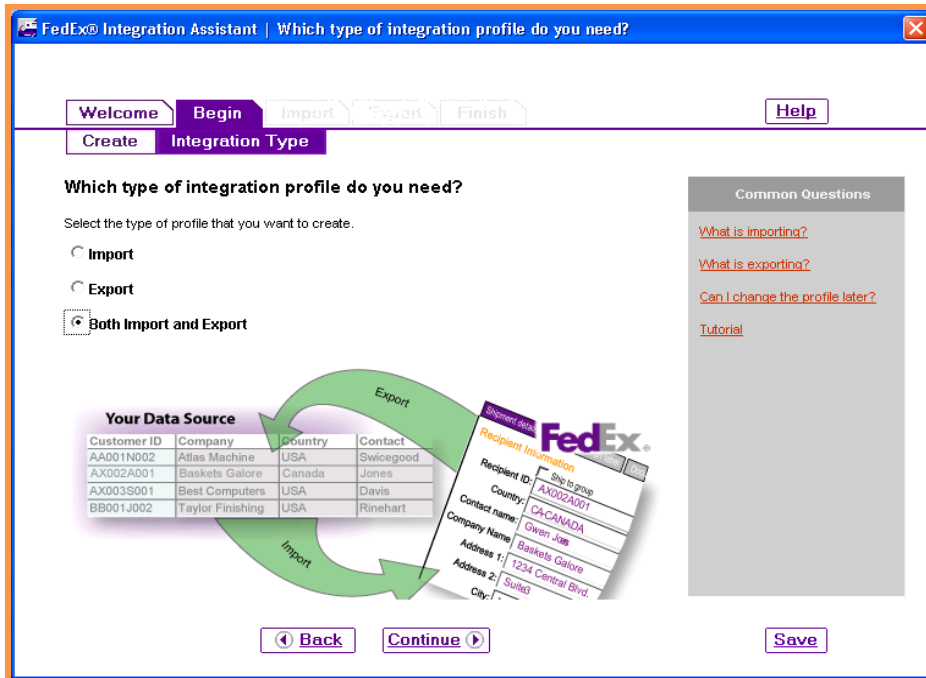 FedEx® Integration Assistant | Which type of integration profile do you need?
Welcome Begin Import Export Finish Help
Create Integration Type
Which type of integration profile do you need?
Select the type of profile that you want to create.
Import
Export
Both Import and Export
Common Questions
What is importing?
What is exporting?
Can I change the profile later?
Tutorial
Export
Your Data Source
Customer ID Company Country Contact
AA001N002 Atlas Machine USA Swicegood
AX002A001 Baskets Galore Canada Jones
AX003S001 Best Computers USA Davis
BB001J002 Taylor Finishing USA Rinehart
Import
Shipment details
FedEx®
Recipient Information
Ship to group
Recipient ID: AX002A001
Country: CA-CANADA
Contact name: Gwen Jones
Company Name Baskets Galore
Address 1: 1234 Central Blvd.
Address 2: Suite3
City:
Back Continue Save